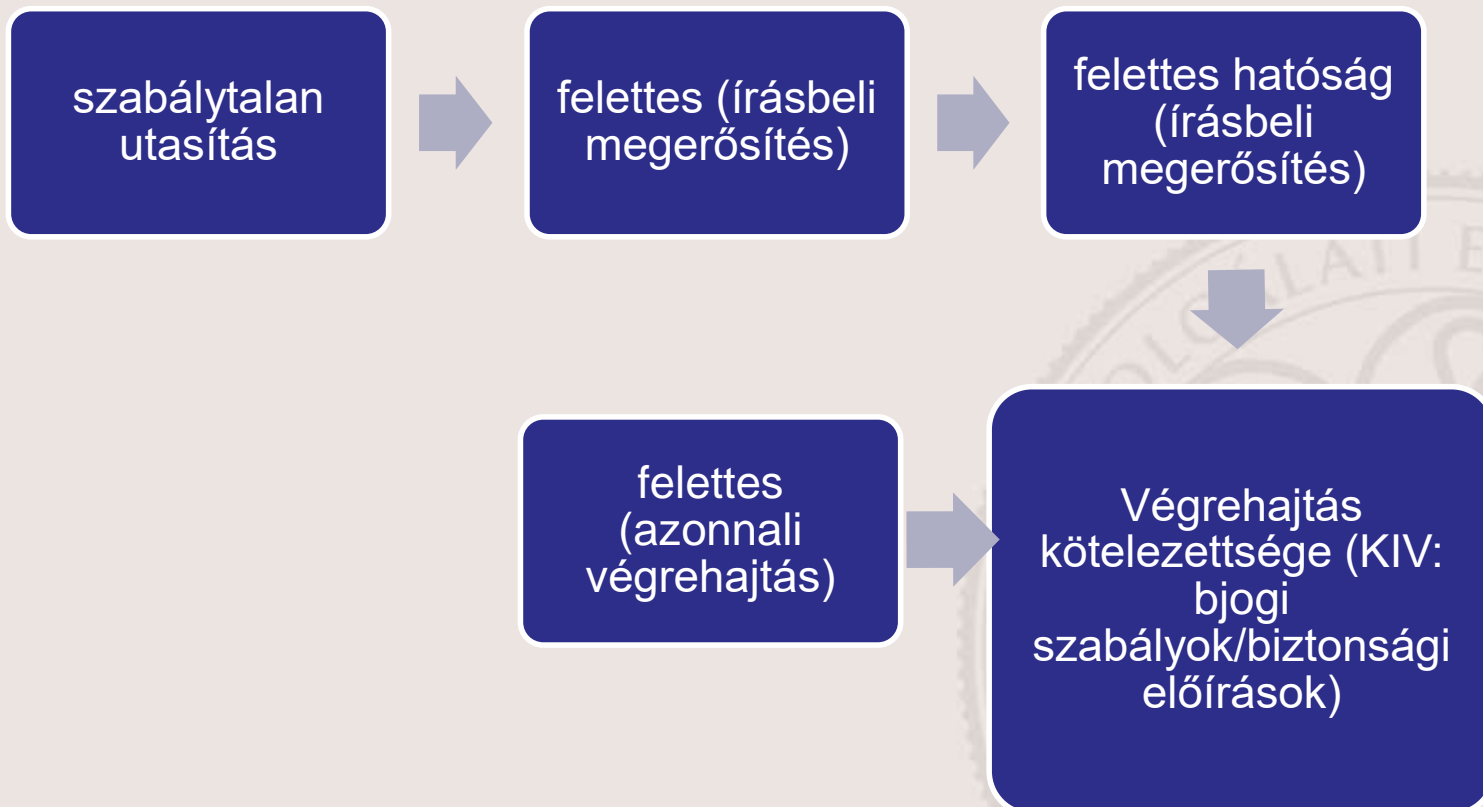 szabálytalan
utasítás
felettes (írásbeli
megerősítés)
felettes hatóság
(írásbeli
megerősítés)
felettes
(azonnali
végrehajtás)
Végrehajtás
kötelezettsége (KIV:
bjogi
szabályok/biztonsági
előírások)